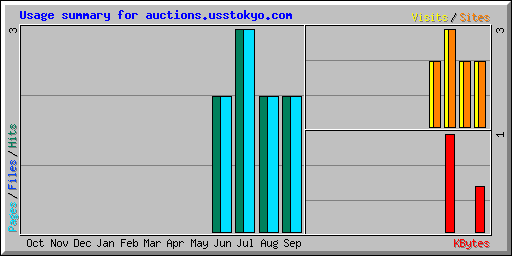 Usage summary for auctions.usstokyo.com
Visits/Sites
3
3
Pages/Files/Hits
1
Oct Nov Dec Jan Feb Mar Apr May Jun Jul Aug Sep
KBytes